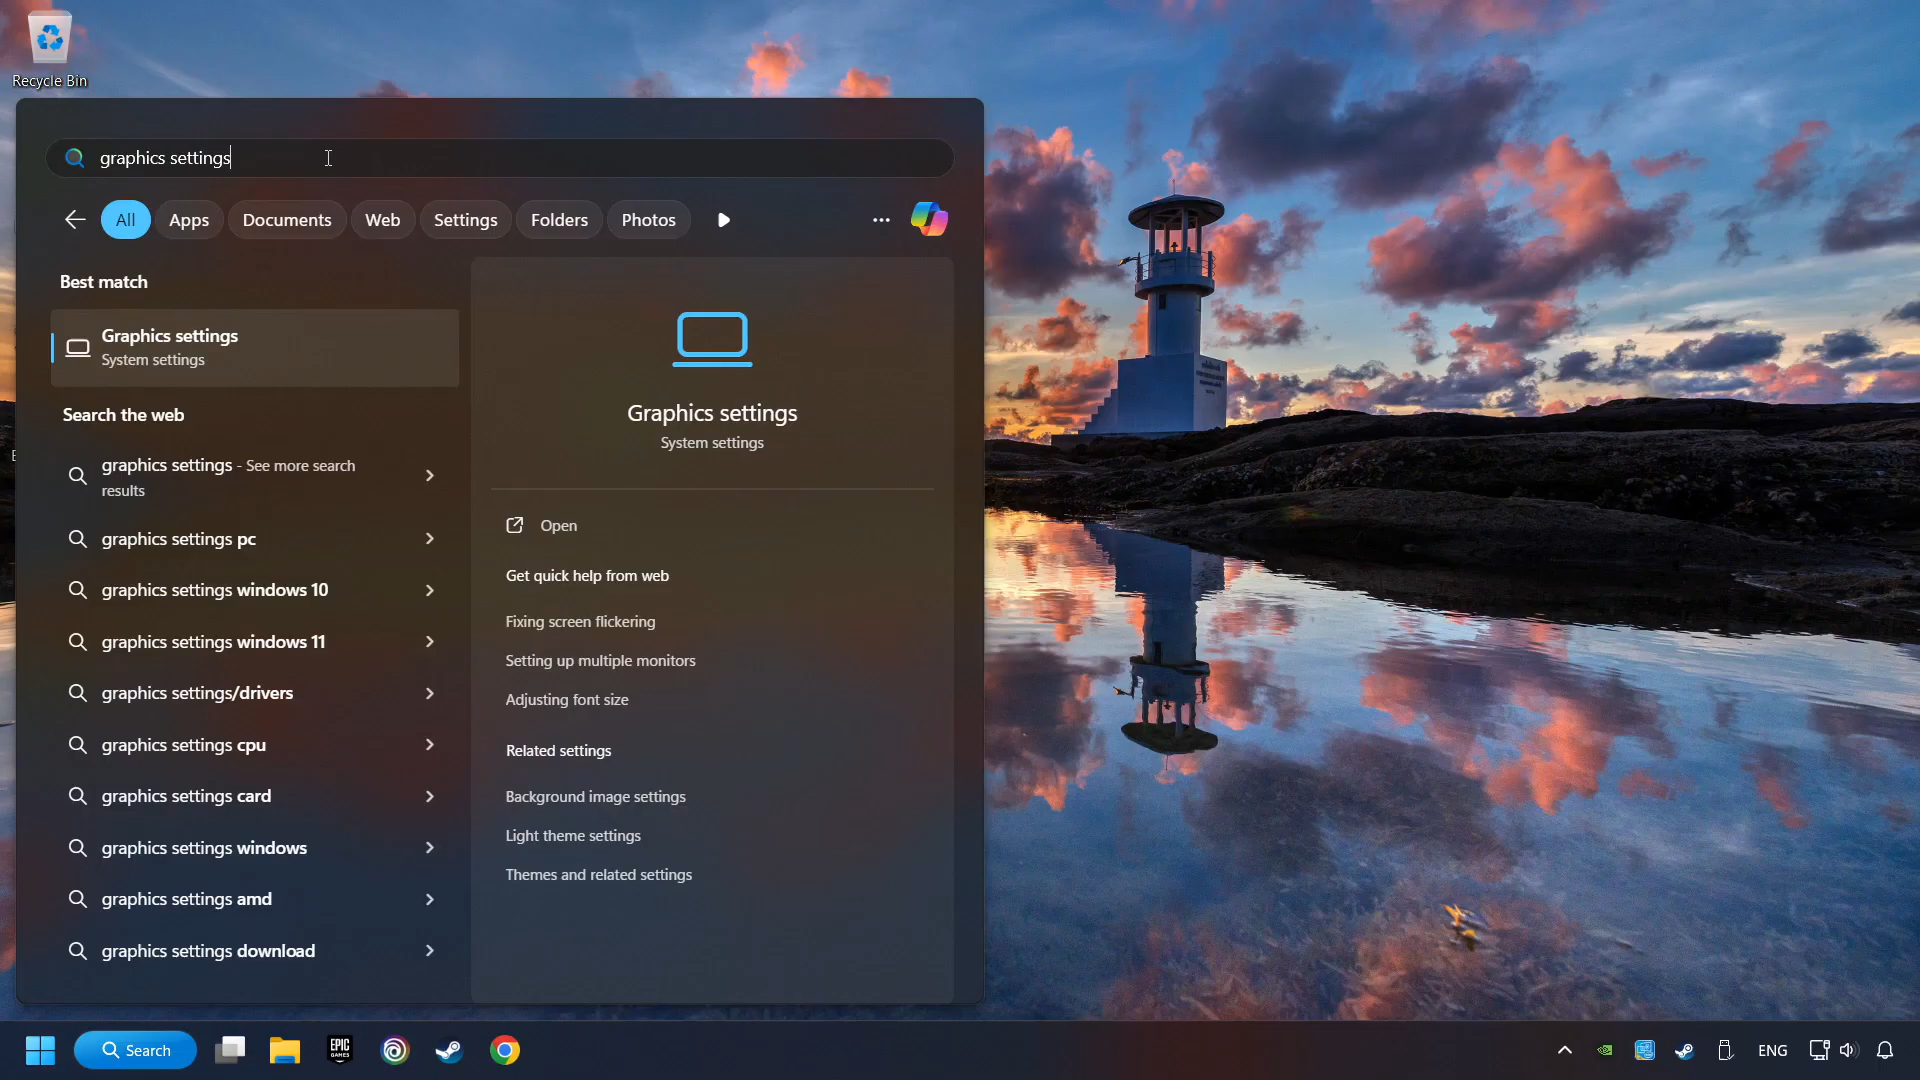 Recycle Bin
graphics settings
All
Apps
Documents
Web
Settings
Folders
Photos
Best match
Graphics settings
System settings
Search the web
graphics settings - See more search
results
graphics settings pc
graphics settings windows 10
graphics settings windows 11
graphics settings/drivers
graphics settings cpu
graphics settings card
graphics settings windows
graphics settings amd
graphics settings download
Graphics settings
System settings
Open
Get quick help from web
Fixing screen flickering
Setting up multiple monitors
Adjusting font size
Related settings
Background image settings
Light theme settings
Themes and related settings
Search
EPIC
GAMES
ENG